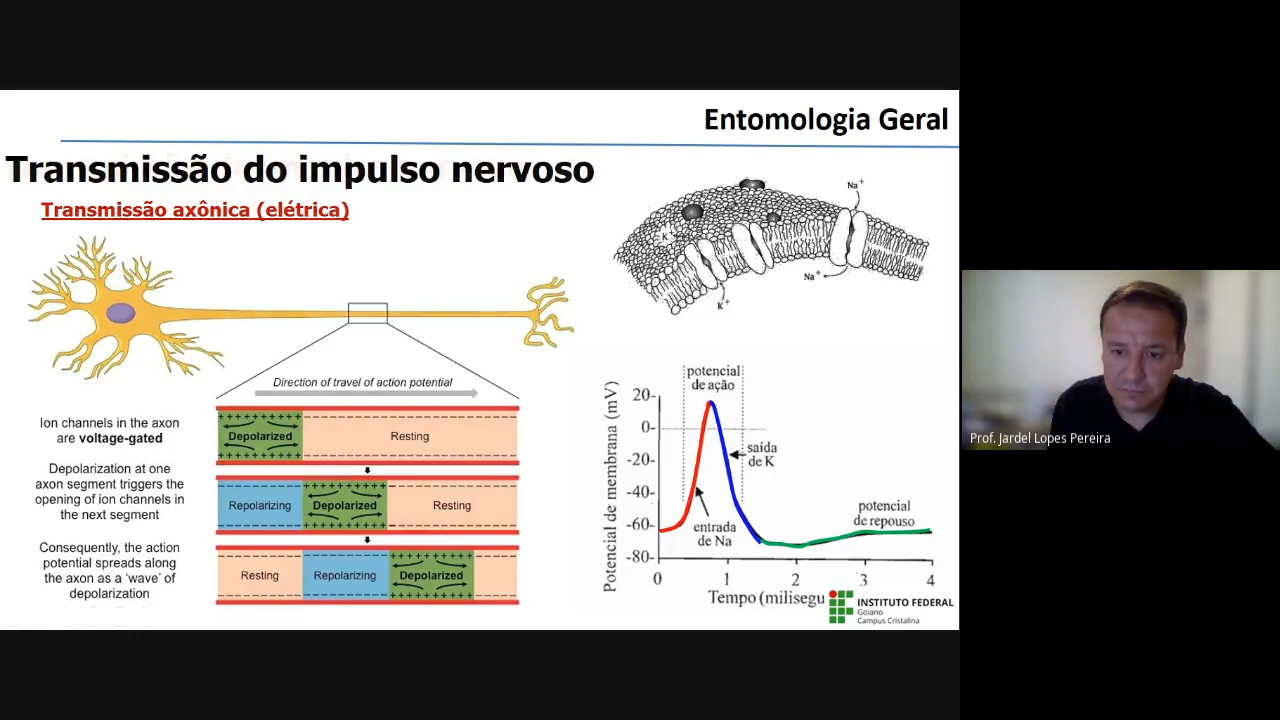 Entomologia Geral
Transmissão do impulso nervoso
Transmissão axônica (elétrica)
Na+
K+
Na+
K+
Direction of travel of action potential
Ion channels in the axon
are voltage-gated
Depolarization at one
axon segment triggers the
opening of ion channels in
the next segment
Consequently, the action
potential spreads along
the axon as a ‘wave’ of
depolarization
+ + + + + + + +
Depolarized
+ + + + + + + +
Resting
Repolarizing
+ + + + + + + +
Depolarized
+ + + + + + + +
Resting
Resting
Repolarizing
+ + + + + + + +
Depolarized
+ + + + + + + +
potencial
de ação
Potencial de membrana (mV)
20
0
-20
-40
-60
-80
saída
de K
entrada
de Na
potencial
de repouso
0 1 2 3 4
Tempo (milisegu
INSTITUTO FEDERAL
Goiano
Campus Cristalina
Prof. Jardel Lopes Pereira